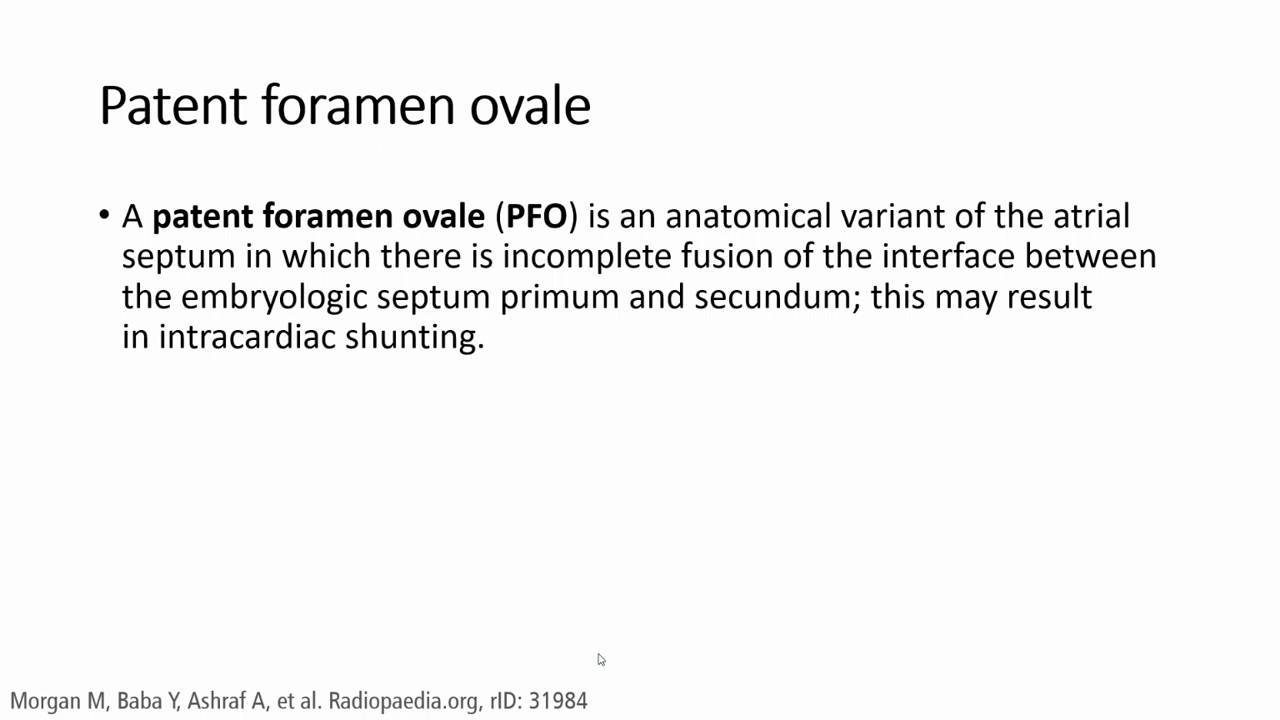 Patent foramen ovale
• A patent foramen ovale (PFO) is an anatomical variant of the atrial
septum in which there is incomplete fusion of the interface between
the embryologic septum primum and secundum; this may result
in intracardiac shunting.
Morgan M, Baba Y, Ashraf A, et al. Radiopaedia.org, rID: 31984